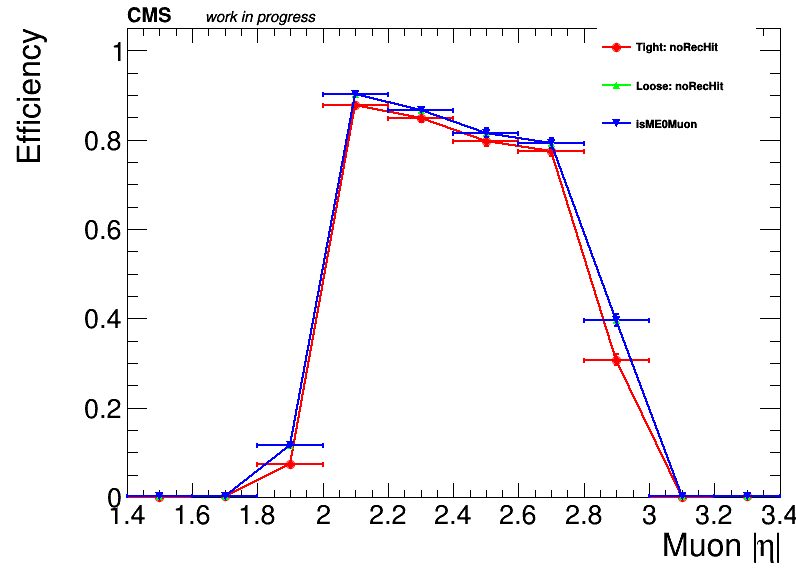 CMS work in progress
Efficiency
1
0.8
0.6
0.4
0.2
0
Tight: noRecHit
Loose: noRecHit
isME0Muon
1.4 1.6 1.8 2 2.2 2.4 2.6 2.8 3 3.2 3.4
Muon |η|